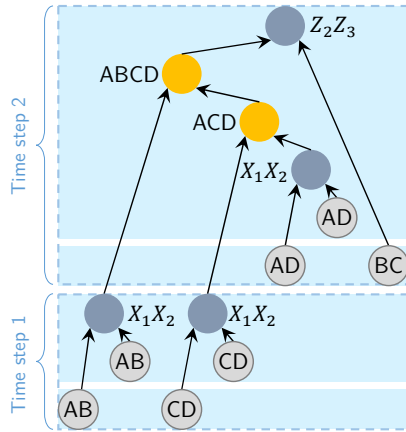 Z₂Z₃
ABCD
ACD
X₁X₂
AD
AD
BC
Time step 2
X₁X₂
X₁X₂
AB
CD
AB
CD
Time step 1